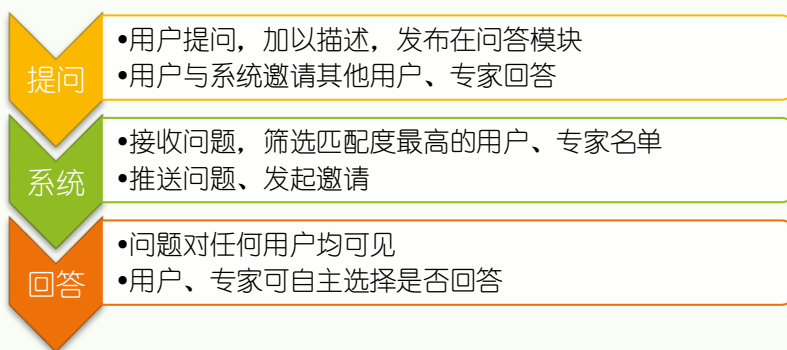 提问
•用户提问，加以描述，发布在问答模块
•用户与系统邀请其他用户、专家回答
系统
•接收问题，筛选匹配度最高的用户、专家名单
•推送问题、发起邀请
回答
•问题对任何用户均可见
•用户、专家可自主选择是否回答